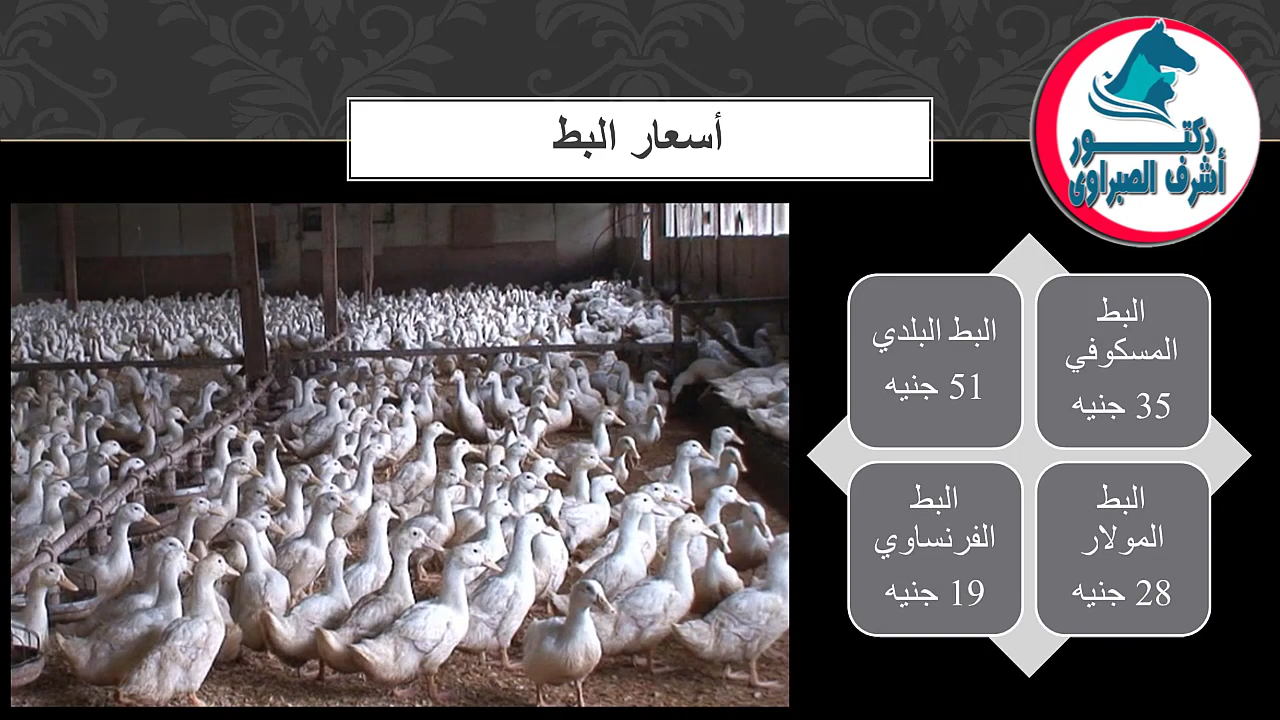 أسعار البط
دكتور
أشرف الصبراوى
البط
المسكوفي
35 جنيه
البط البلدي
51 جنيه
البط
المولار
28 جنيه
البط
الفرنساوي
19 جنيه